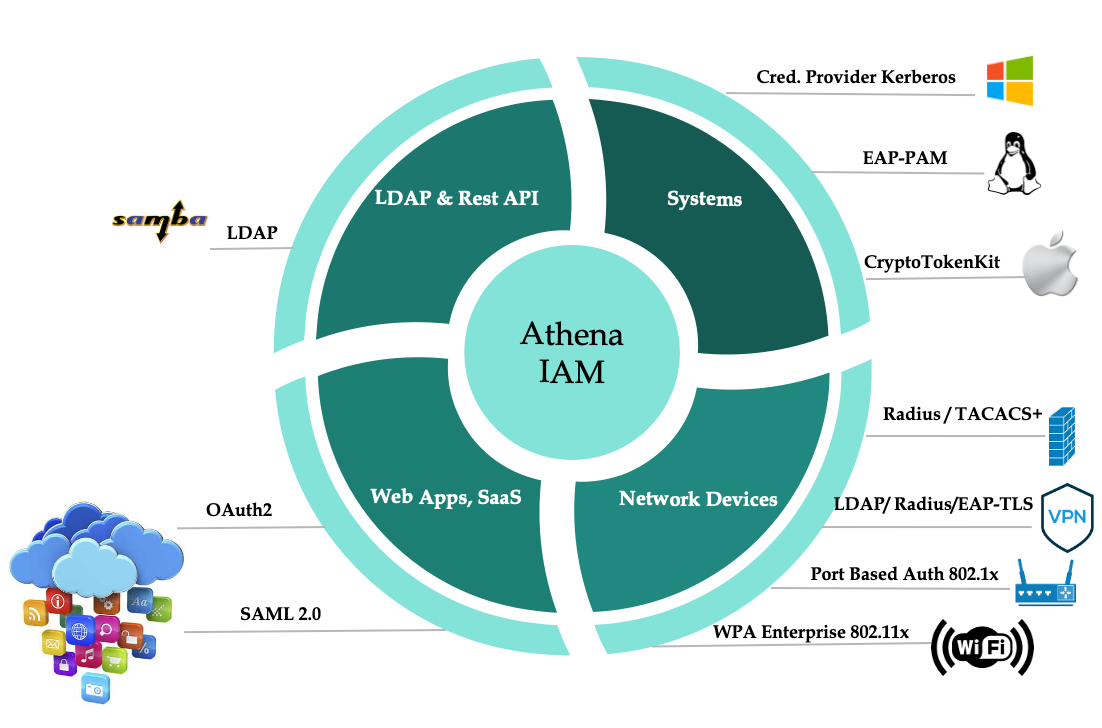 Cred. Provider Kerberos
EAP-PAM
LDAP & Rest API
Systems
samba
LDAP
CryptoTokenKit
Athena
IAM
Radius / TACACS+
Web Apps, SaaS
Network Devices
LDAP/ Radius/EAP-TLS
VPN
OAuth2
Port Based Auth 802.1x
Aa
SAML 2.0
WPA Enterprise 802.11x
WiFi